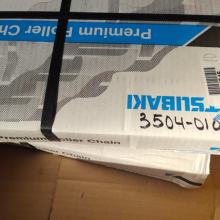 Premium Roller Ch
TSUBAKI
3504-010
Premium Roller Chain